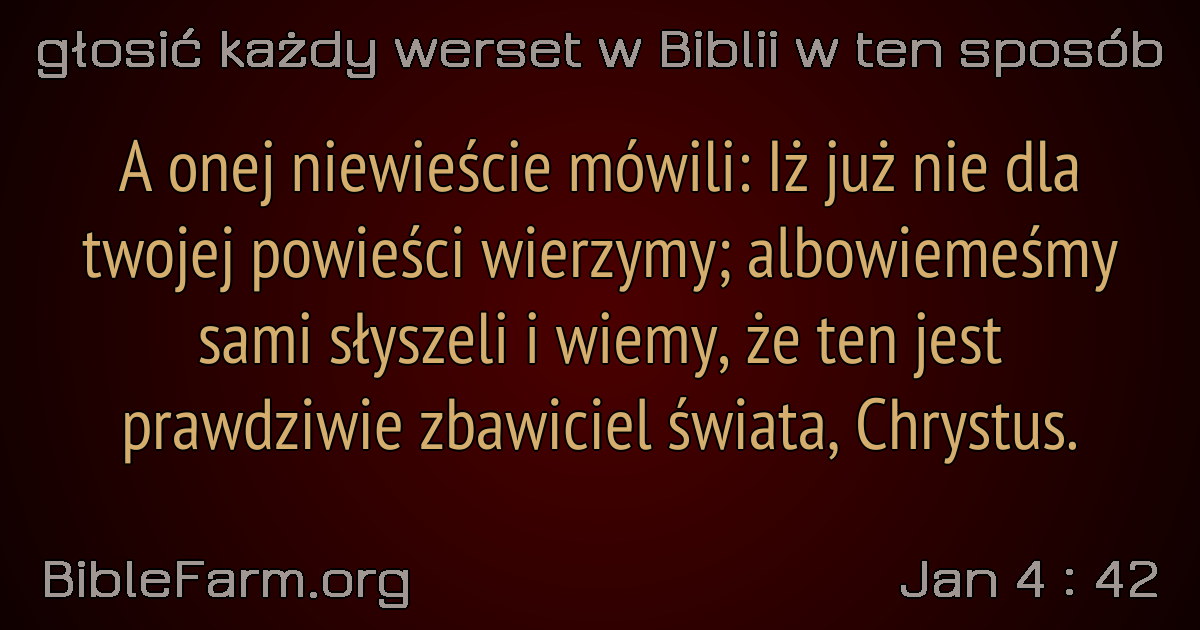 głosić każdy werset w Biblii w ten sposób
A onej niewieście mówili: Iż już nie dla
twojej powieści wierzymy; albowiemeśmy
sami słyszeli i wiemy, że ten jest
prawdziwie zbawiciel świata, Chrystus.
BibleFarm.org
Jan 4 : 42